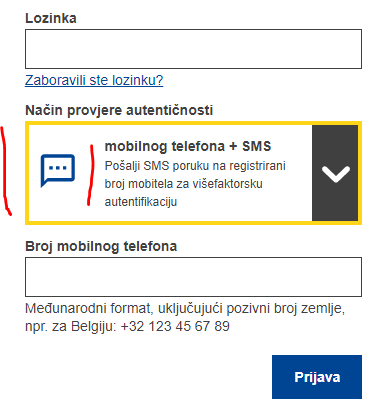 Lozinka
Zaboravili ste lozinku?
Način provjere autentičnosti
mobilnog telefona + SMS
Pošalji SMS poruku na registrirani
broj mobitela za višefaktorsku
autentifikaciju
Broj mobilnog telefona
Međunarodni format, uključujući pozivni broj zemlje,
npr. za Belgiju: +32 123 45 67 89
Prijava